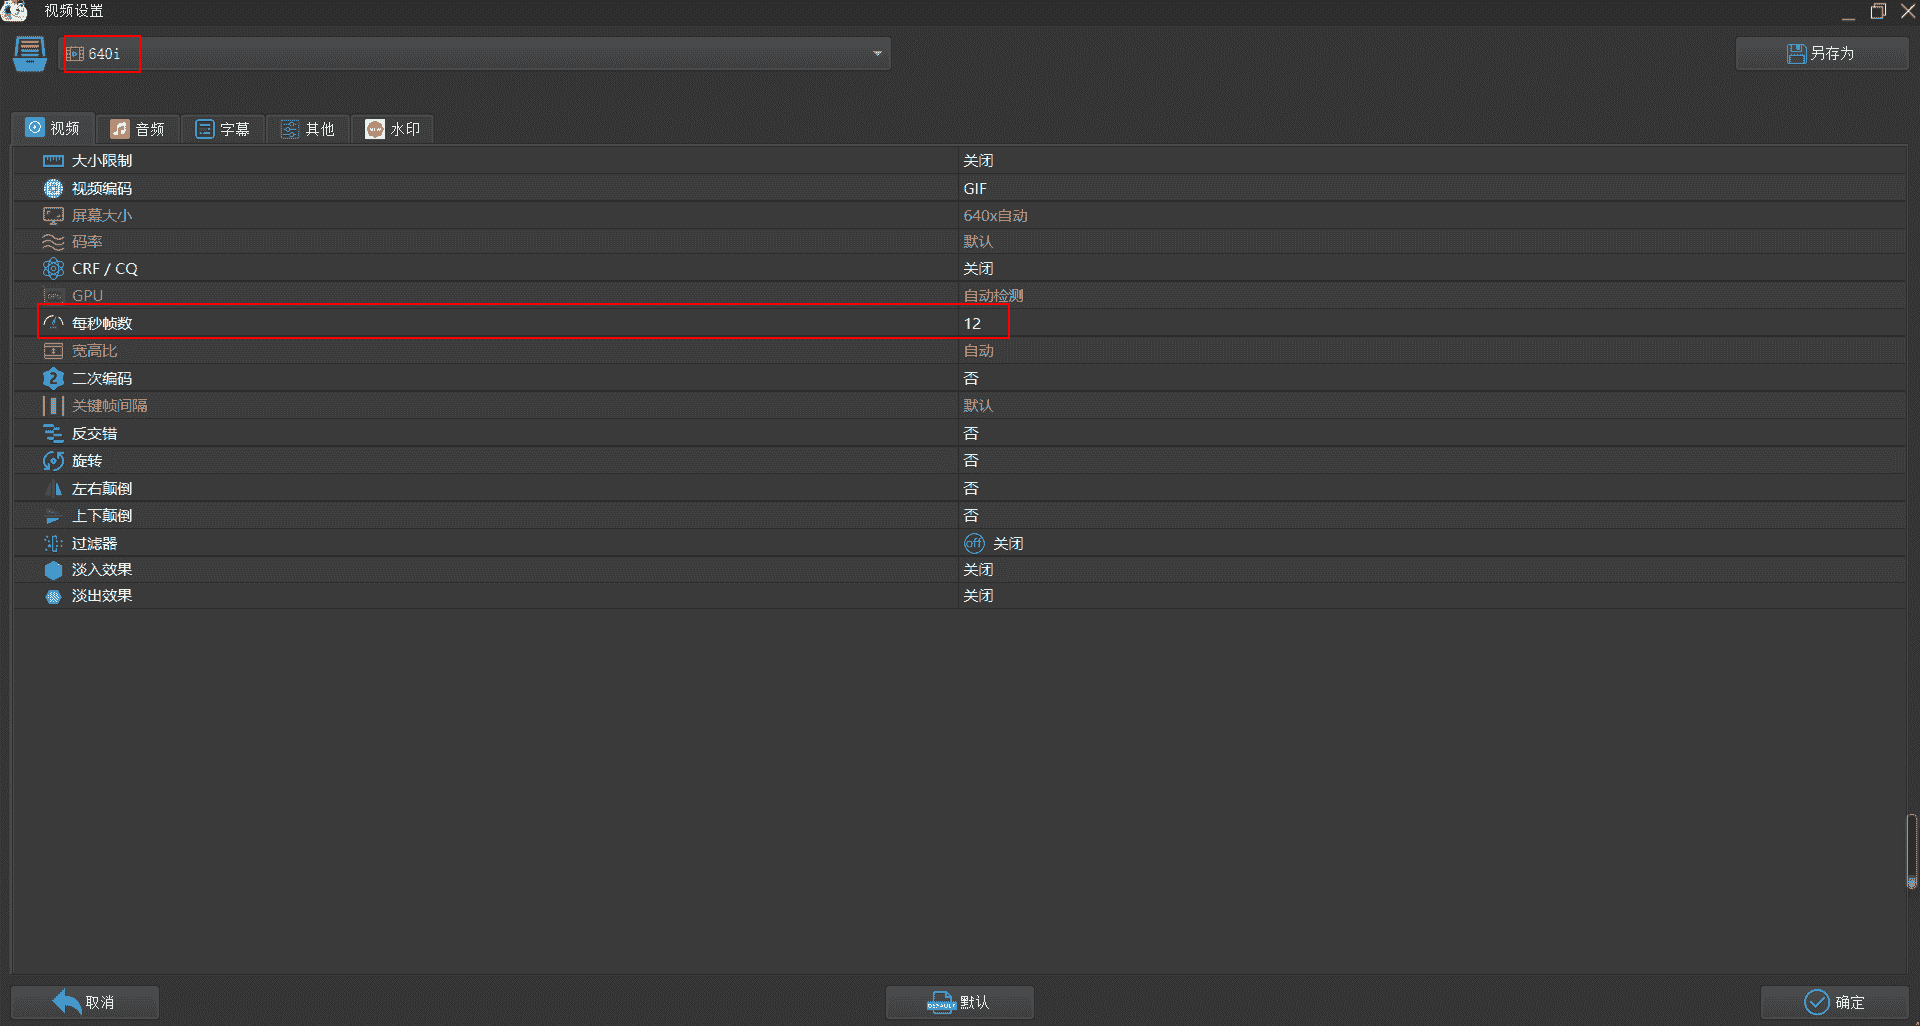 视频设置
640i
另存为
视频 音频 字幕 其他 水印
大小限制 关闭
视频编码 GIF
屏幕大小 640x自动
码率 默认
CRF / CQ 关闭
GPU 自动检测
每秒帧数 12
宽高比 自动
2 二次编码 否
关键帧间隔 默认
反交错 否
旋转 否
左右颠倒 否
上下颠倒 否
过滤器 off 关闭
淡入效果 关闭
淡出效果 关闭
取消 DEFAULT 默认 确定